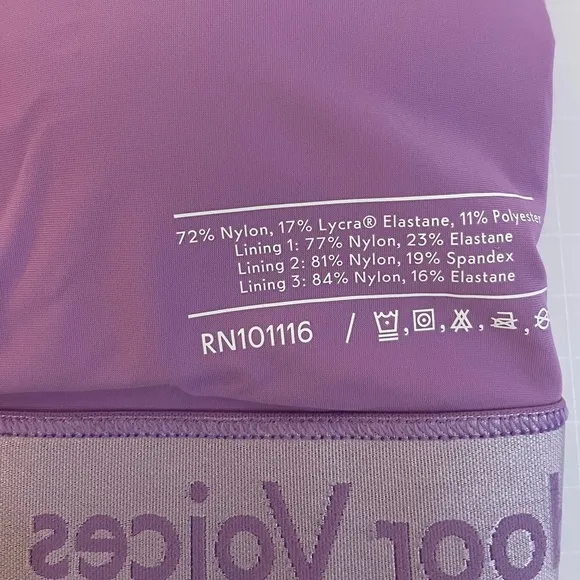 72% Nylon, 17% Lycra® Elastane, 11% Polyester
Lining 1: 77% Nylon, 23% Elastane
Lining 2: 81% Nylon, 19% Spandex
Lining 3: 84% Nylon, 16% Elastane
RN101116 /
oor Voices